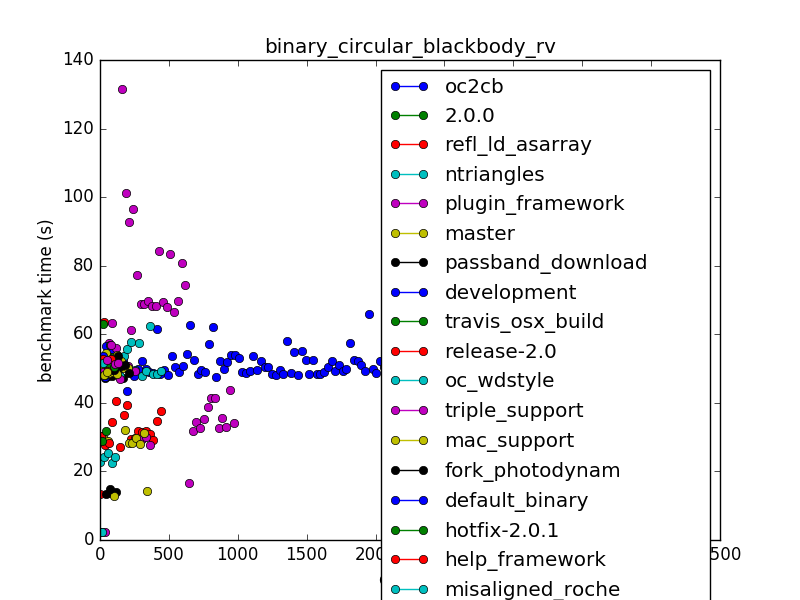 binary_circular_blackbody_rv
benchmark time (s)
140
120
100
80
60
40
20
0
0
500
1000
1500
500
oc2cb
2.0.0
refl_ld_asarray
ntriangles
plugin_framework
master
passband_download
development
travis_osx_build
release-2.0
oc_wdstyle
triple_support
mac_support
fork_photodynam
default_binary
hotfix-2.0.1
help_framework
misaligned_roche